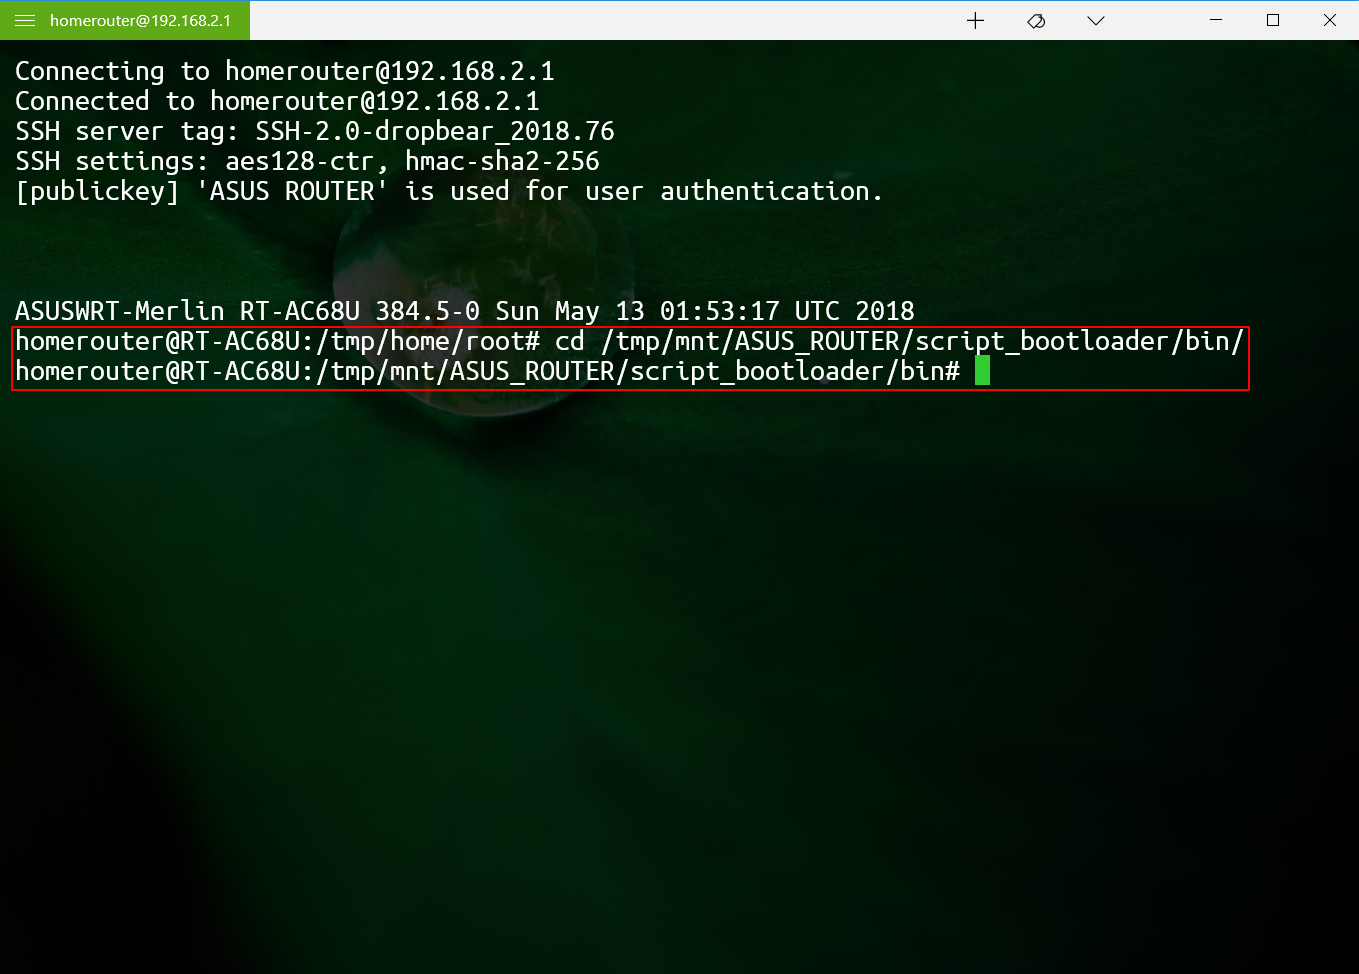 homerouter@192.168.2.1
Connecting to homerouter@192.168.2.1
Connected to homerouter@192.168.2.1
SSH server tag: SSH-2.0-dropbear_2018.76
SSH settings: aes128-ctr, hmac-sha2-256
[publickey] 'ASUS ROUTER' is used for user authentication.
ASUSWRT-Merlin RT-AC68U 384.5-0 Sun May 13 01:53:17 UTC 2018
homerouter@RT-AC68U:/tmp/home/root# cd /tmp/mnt/ASUS_ROUTER/script_bootloader/bin/
homerouter@RT-AC68U:/tmp/mnt/ASUS_ROUTER/script_bootloader/bin#